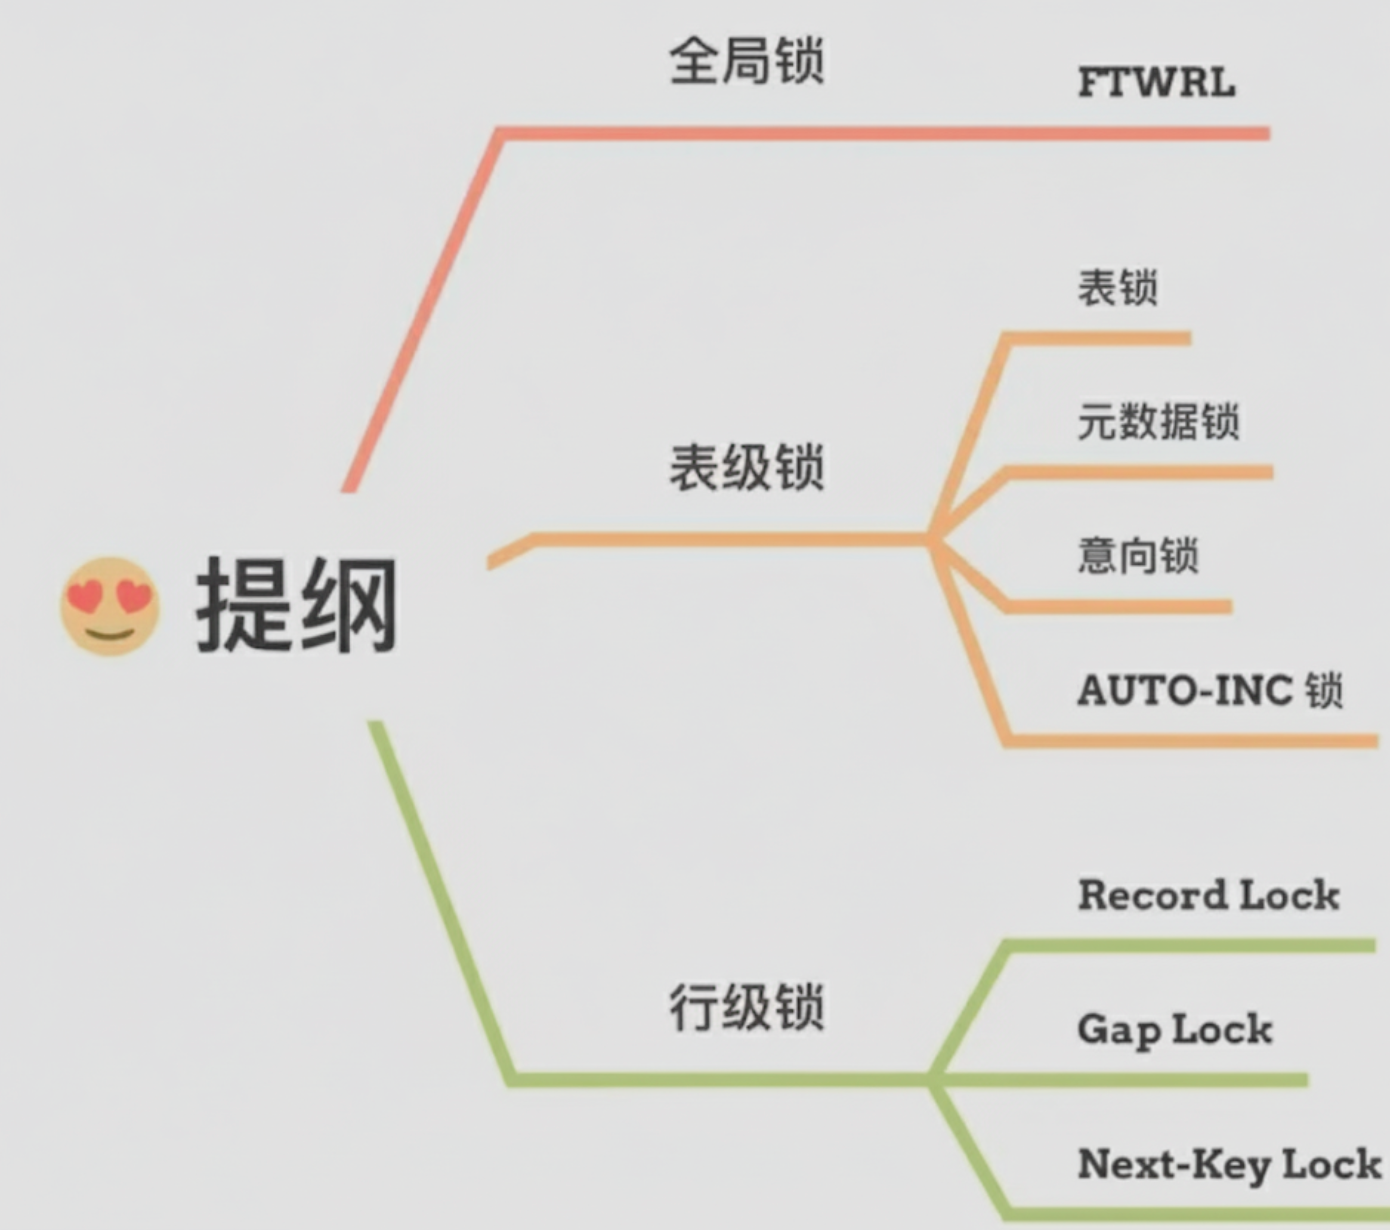 😍 提纲
全局锁
FTWRL
表级锁
表锁
元数据锁
意向锁
AUTO-INC 锁
行级锁
Record Lock
Gap Lock
Next-Key Lock